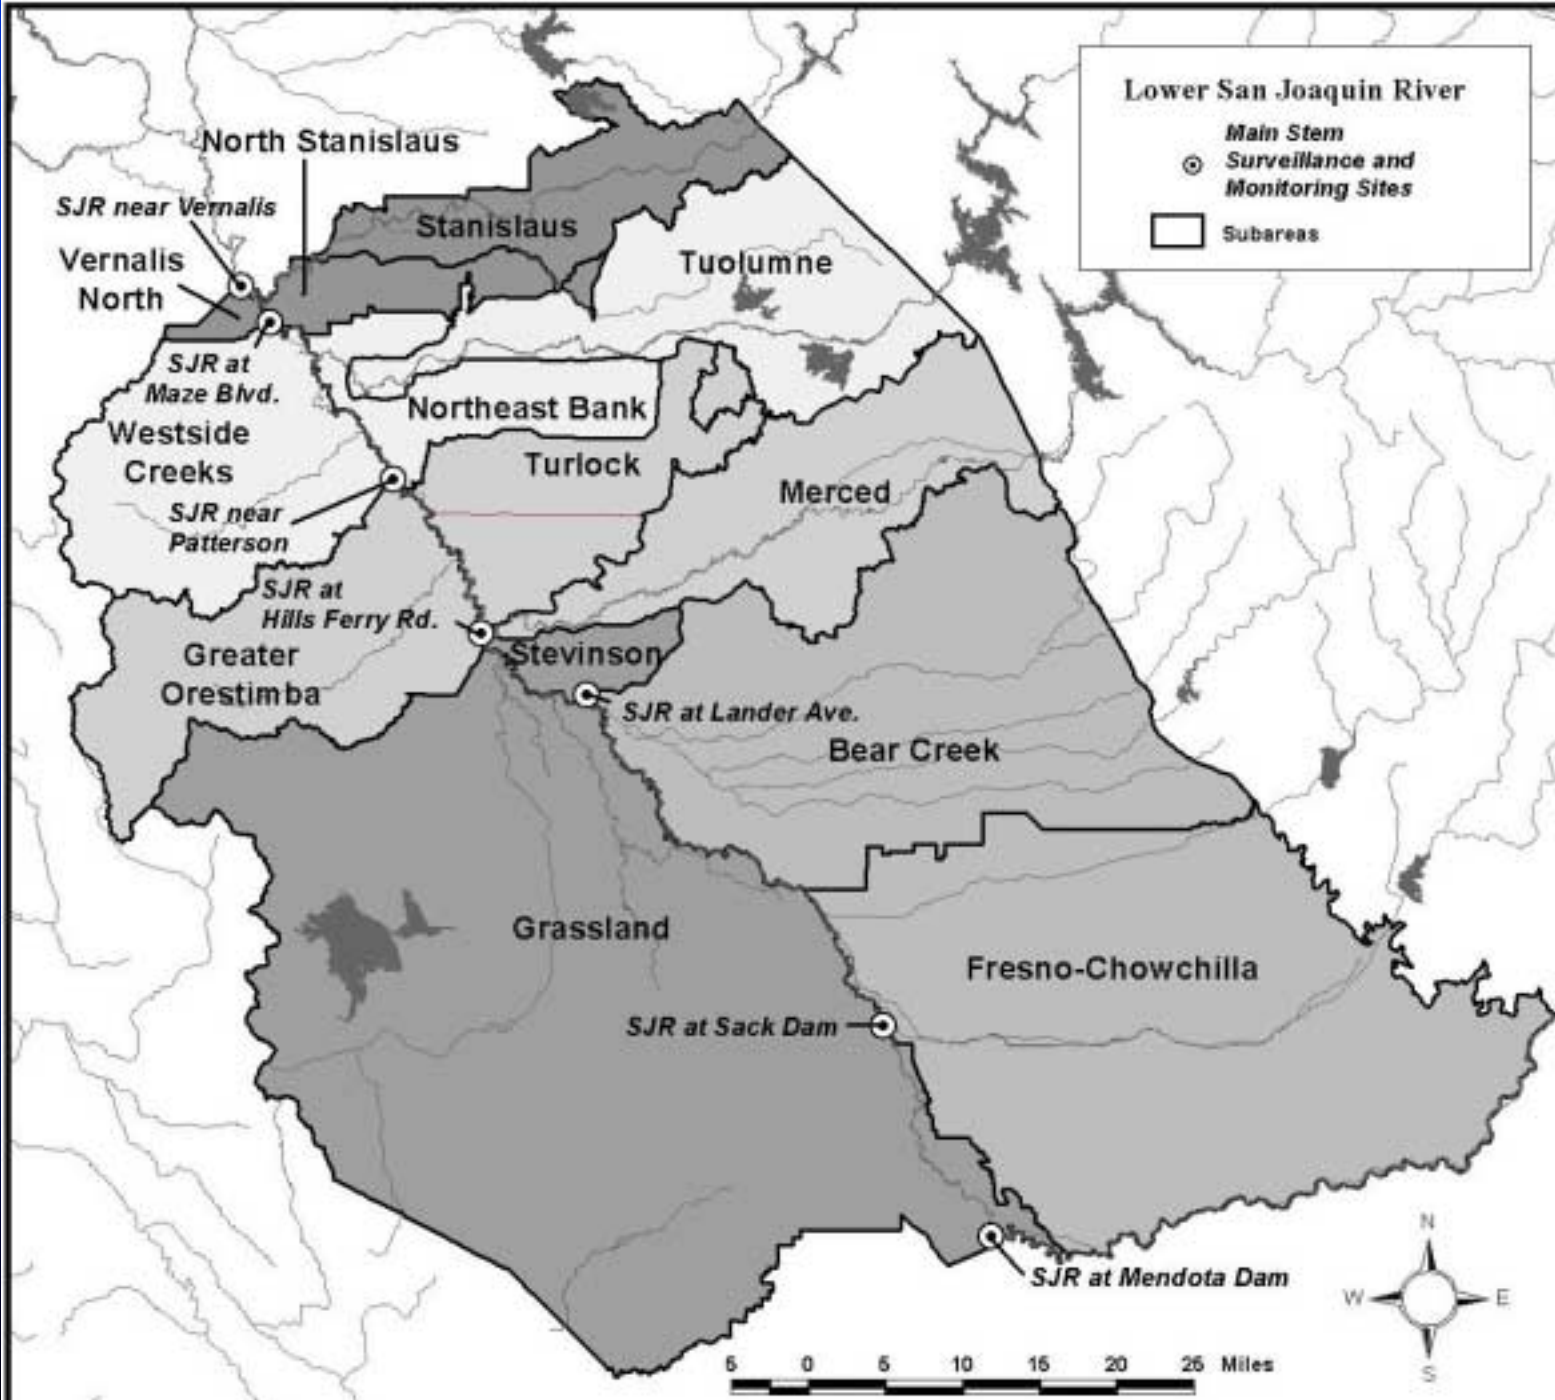 Lower San Joaquin River
Main Stem
Surveillance and
Monitoring Sites
Subareas
North Stanislaus
SJR near Vernalis
Stanislaus
Vernalis
North
Tuolumne
SJR at
Maze Blvd.
Northeast Bank
Westside
Creeks
Turlock
Merced
SJR near
Patterson
SJR at
Hills Ferry Rd.
Greater
Orestimba
Stevinson
SJR at Lander Ave.
Bear Creek
Grassland
Fresno-Chowchilla
SJR at Sack Dam
SJR at Mendota Dam
N
W E
S
5 0 5 10 15 20 25 Miles